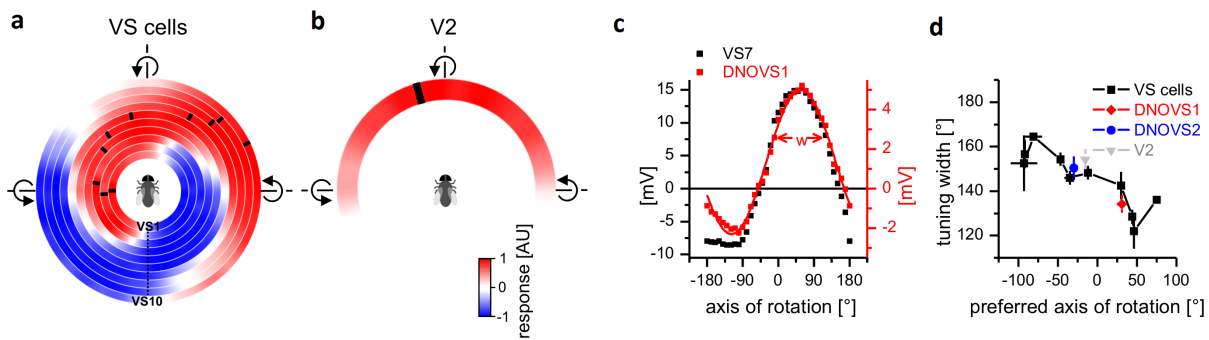 a
VS cells
VS1
VS10
b
V2
1
0
-1
response [AU]
c
VS7
DNOVS1
15
10
5
0
-5
-10
[mV]
w
4
2
0
-2
[mV]
-180 -90 0 90 180
axis of rotation [°]
d
VS cells
DNOVS1
DNOVS2
V2
180
160
140
120
tuning width [°]
-100 -50 0 50 100
preferred axis of rotation [°]